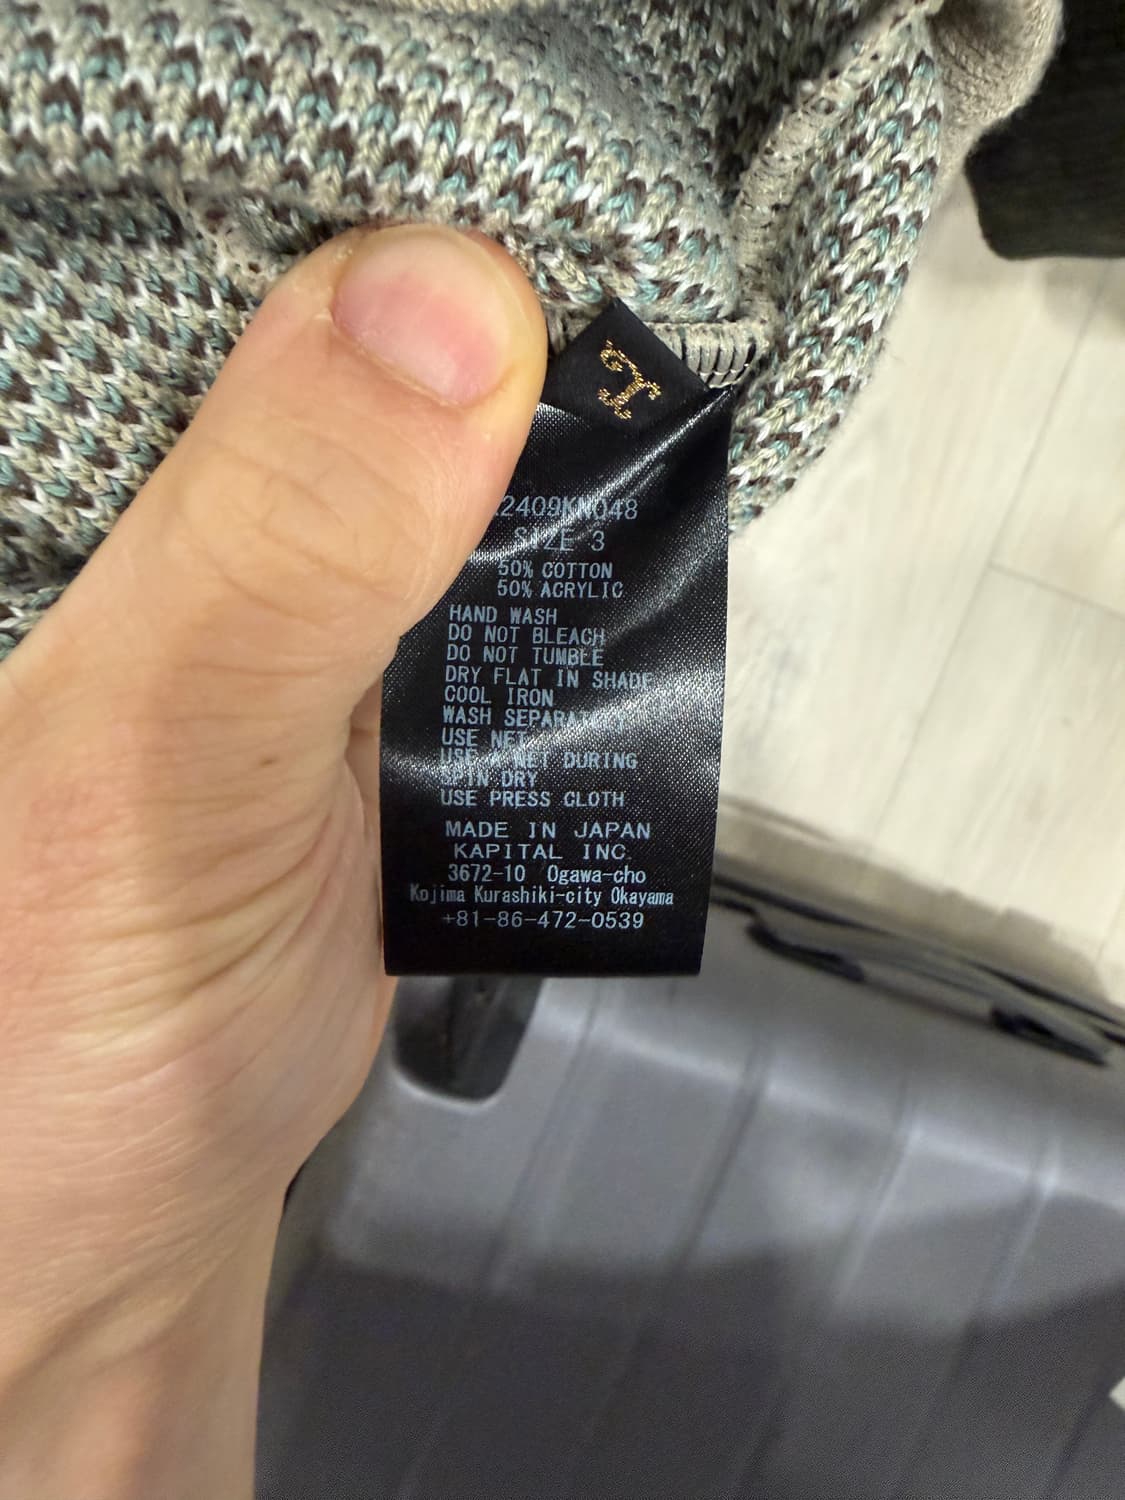 2409KN048
SIZE 3
50% COTTON
50% ACRYLIC
HAND WASH
DO NOT BLEACH
DO NOT TUMBLE
DRY FLAT IN SHADE
COOL IRON
WASH SEPARATELY
USE NET
USE A NET DURING
SPIN DRY
USE PRESS CLOTH
MADE IN JAPAN
KAPITAL INC.
3672-10 Ogawa-cho
Kojima Kurashiki-city Okayama
+81-86-472-0539